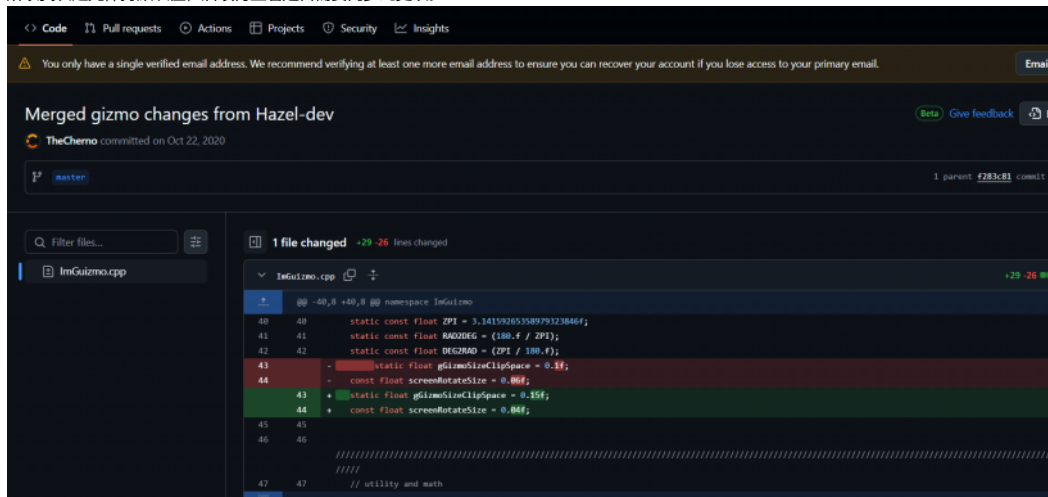 Code Pull requests Actions Projects Security Insights
You only have a single verified email address. We recommend verifying at least one more email address to ensure you can recover your account if you lose access to your primary email.
Merged gizmo changes from Hazel-dev
Beta Give feedback
TheCherno committed on Oct 22, 2020
master
1 parent f283c81 commit
Filter files...
1 file changed +29 -26 lines changed
ImGuizmo.cpp
ImGuizmo.cpp
+29 -26
@@ -40,8 +40,8 @@ namespace ImGuizmo
40 40 static const float ZPI = 3.14159265358979323846f;
41 41 static const float RAD2DEG = (180.f / ZPI);
42 42 static const float DEG2RAD = (ZPI / 180.f);
43 - static float gGizmoSizeClipSpace = 0.1f;
44 - const float screenRotateSize = 0.06f;
43 + static float gGizmoSizeClipSpace = 0.15f;
44 + const float screenRotateSize = 0.04f;
45 45
46 46
/////
47 47 // utility and math